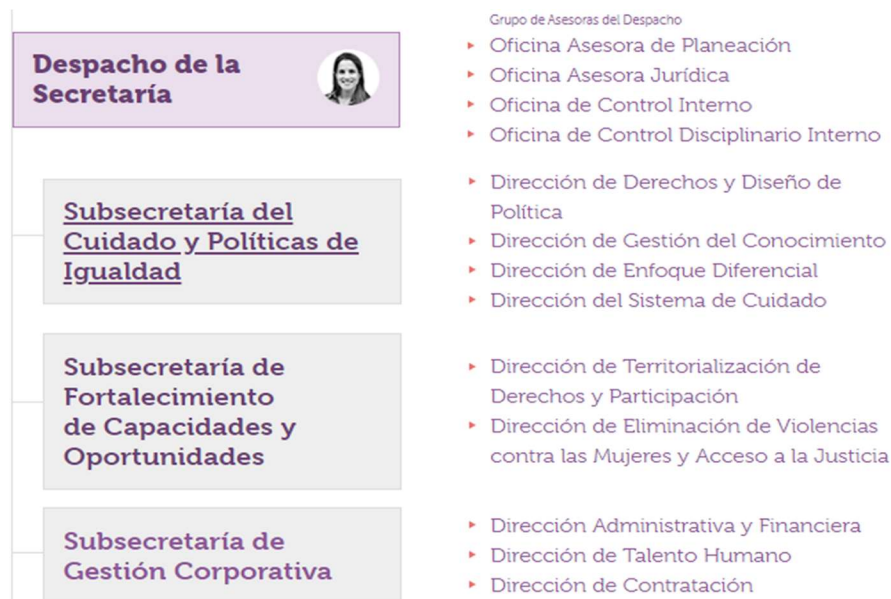 Grupo de Asesoras del Despacho
Despacho de la
Secretaría
Oficina Asesora de Planeación
Oficina Asesora Jurídica
Oficina de Control Interno
Oficina de Control Disciplinario Interno
Subsecretaría del
Cuidado y Políticas de
Igualdad
Dirección de Derechos y Diseño de
Política
Dirección de Gestión del Conocimiento
Dirección de Enfoque Diferencial
Dirección del Sistema de Cuidado
Subsecretaría de
Fortalecimiento
de Capacidades y
Oportunidades
Dirección de Territorialización de
Derechos y Participación
Dirección de Eliminación de Violencias
contra las Mujeres y Acceso a la Justicia
Subsecretaría de
Gestión Corporativa
Dirección Administrativa y Financiera
Dirección de Talento Humano
Dirección de Contratación